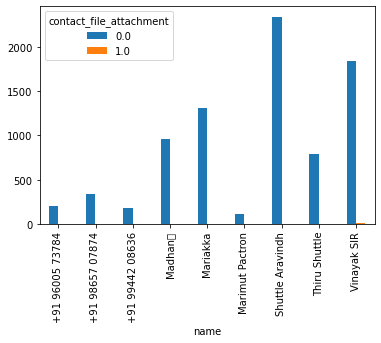 contact_file_attachment
0.0
1.0
2000
1500
1000
500
0
+91 96005 73784
+91 98657 07874
+91 99442 08636
Madhan
Mariakka
Marimut Pactron
Shuttle Aravindh
Thiru Shuttle
Vinayak SIR
name